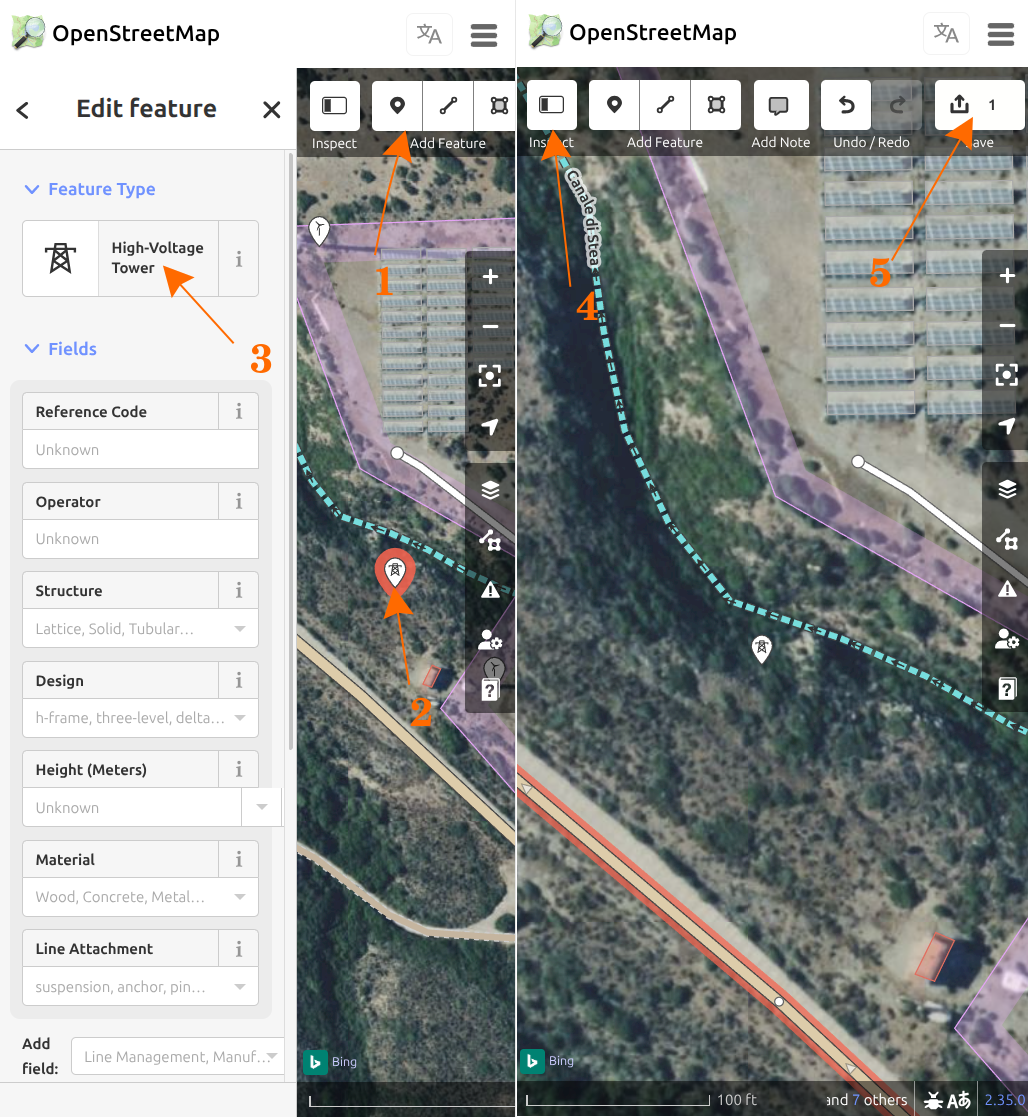 OpenStreetMap
Edit feature
Feature Type
High-Voltage
Tower
Fields
Reference Code
Unknown
Operator
Unknown
Structure
Lattice, Solid, Tubular...
Design
h-frame, three-level, delta...
Height (Meters)
Unknown
Material
Wood, Concrete, Metal...
Line Attachment
suspension, anchor, pin...
Add
field:
Line Management, Manuf...
Inspect
Add Feature
1
3
2
Bing
OpenStreetMap
1
Inspect
Add Feature
Add Note
Undo / Redo
ave
Canale di Stea
4
5
Bing
100 ft
and 7 others
2.35.0